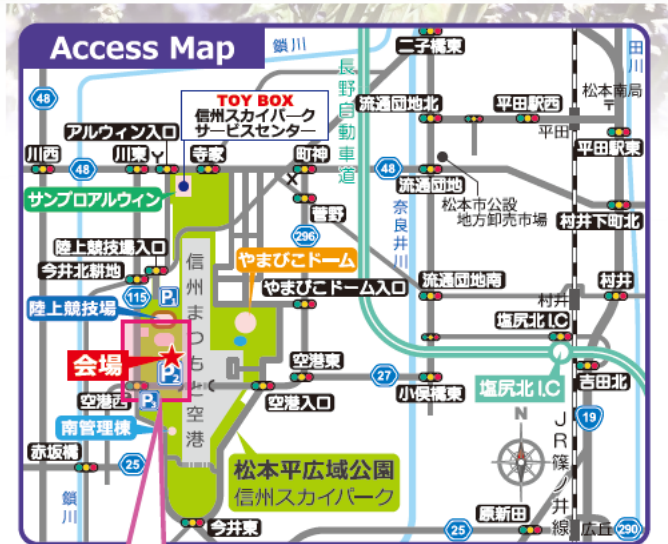 Access Map
鎖川
二子橋東
田川
長野自動車道
48
TOY BOX
信州スカイパーク
サービスセンター
流通団地北
平田駅西
松本南局
〒
平田
平田駅東
アルウィン入口
川西
48
川東
寺家
町神
48
流通団地
サンプロアルウィン
菅野
松本市公設
地方卸売市場
村井下町北
奈良井川
296
陸上競技場入口
今井北耕地
やまびこドーム
信州まつもと空港
115
P1
やまびこドーム入口
流通団地南
村井
村井
陸上競技場
塩尻北I.C
会場
P2
空港東
27
小俣橋東
吉田北
塩尻北I.C
空港西
P3
空港入口
南管理棟
N
19
JR篠ノ井線
赤坂橋
25
松本平広域公園
信州スカイパーク
鎖川
今井東
原新田
25
広丘
290